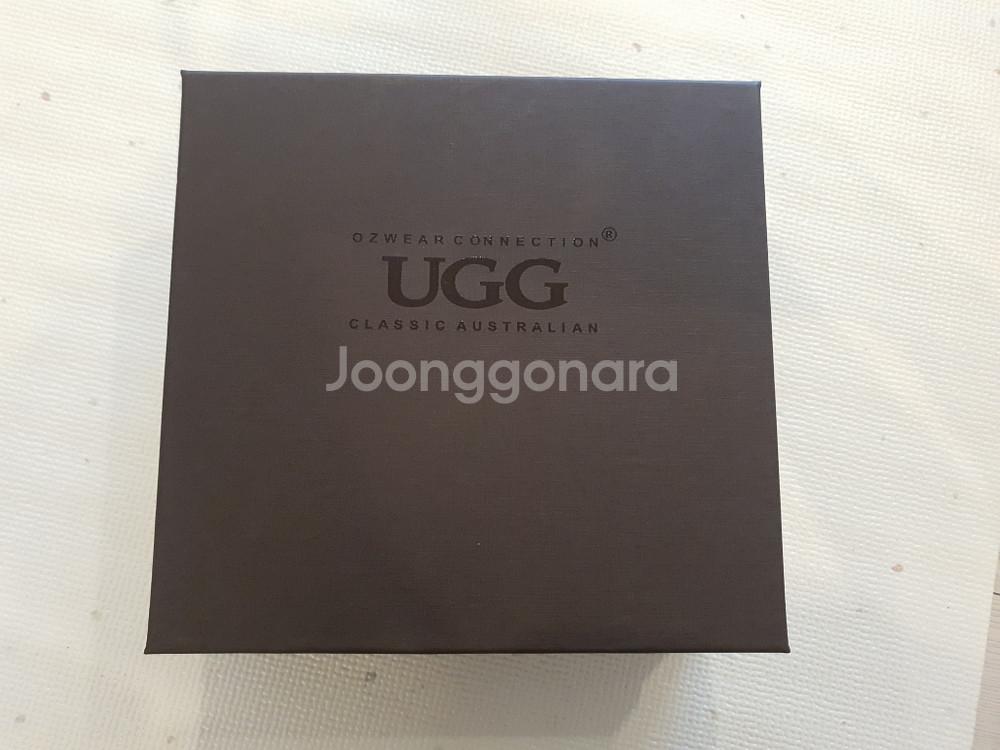 OZWEAR CONNECTION®
UGG
CLASSIC AUSTRALIAN
Joonggonara